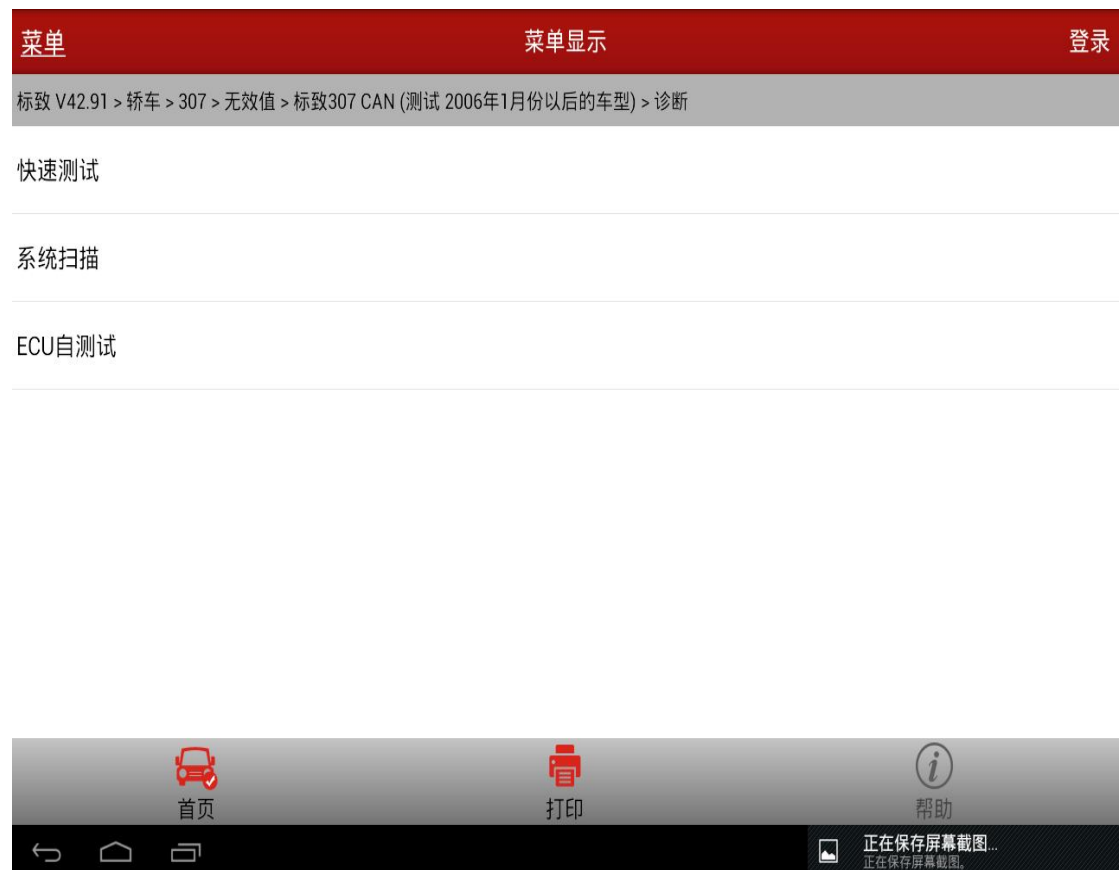 菜单 菜单显示 登录
标致 V42.91 > 轿车 > 307 > 无效值 > 标致307 CAN (测试 2006年1月份以后的车型) > 诊断
快速测试
系统扫描
ECU自测试
首页 打印 帮助
正在保存屏幕截图...
正在保存屏幕截图。